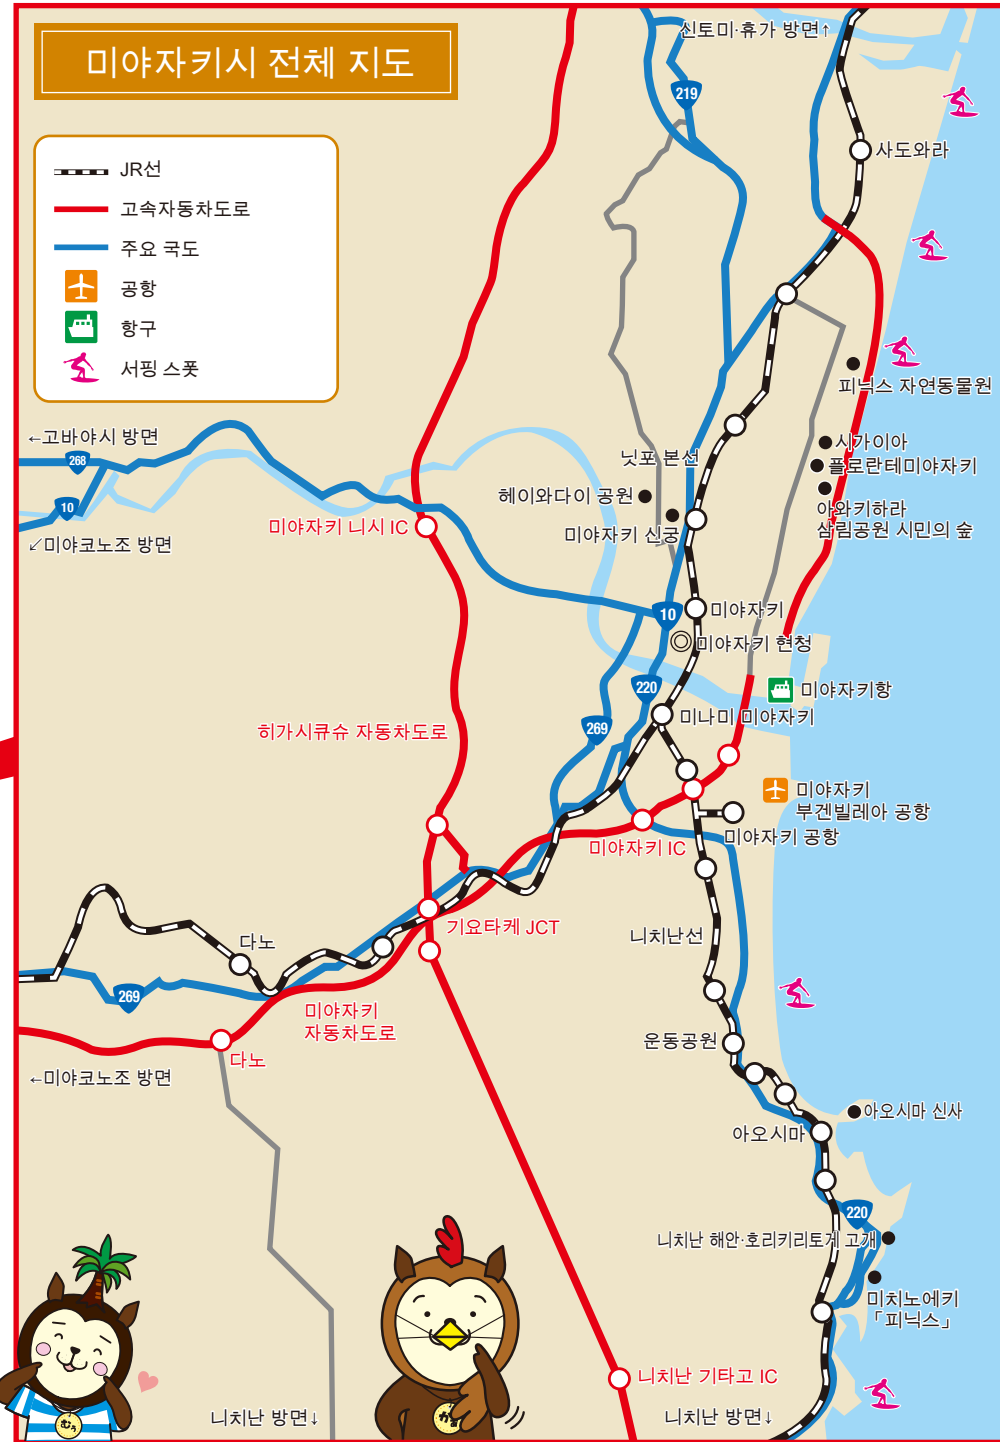 미야자키시 전체 지도
JR선
고속자동차도로
주요 국도
공항
항구
서핑 스폿
신토미·휴가 방면↑
219
사도와라
피닉스 자연동물원
←고바야시 방면
268
10
↙미야코노조 방면
닛포 본선
시가이아
플로란테미야자키
헤이와다이 공원
아와키하라
삼림공원 시민의 숲
미야자키 니시 IC
미야자키 신궁
10
미야자키
미야자키 현청
220
미야자키항
269
미나미 미야자키
히가시큐슈 자동차도로
미야자키
부겐빌레아 공항
미야자키 공항
미야자키 IC
기요타케 JCT
니치난선
다노
269
미야자키
자동차도로
운동공원
다노
←미야코노조 방면
아오시마 신사
아오시마
220
니치난 해안·호리키리토게 고개
미치노에키
「피닉스」
니치난 기타고 IC
니치난 방면↓
니치난 방면↓
むぅ